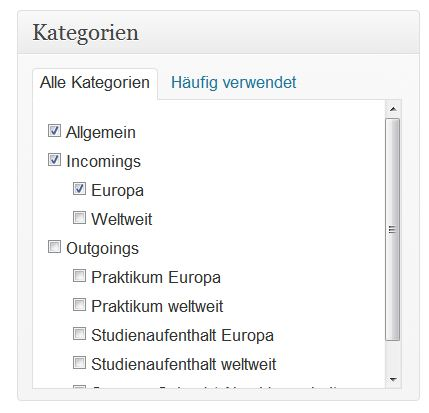 Kategorien
Alle Kategorien Häufig verwendet
Allgemein
Incomings
Europa
Weltweit
Outgoings
Praktikum Europa
Praktikum weltweit
Studienaufenthalt Europa
Studienaufenthalt weltweit